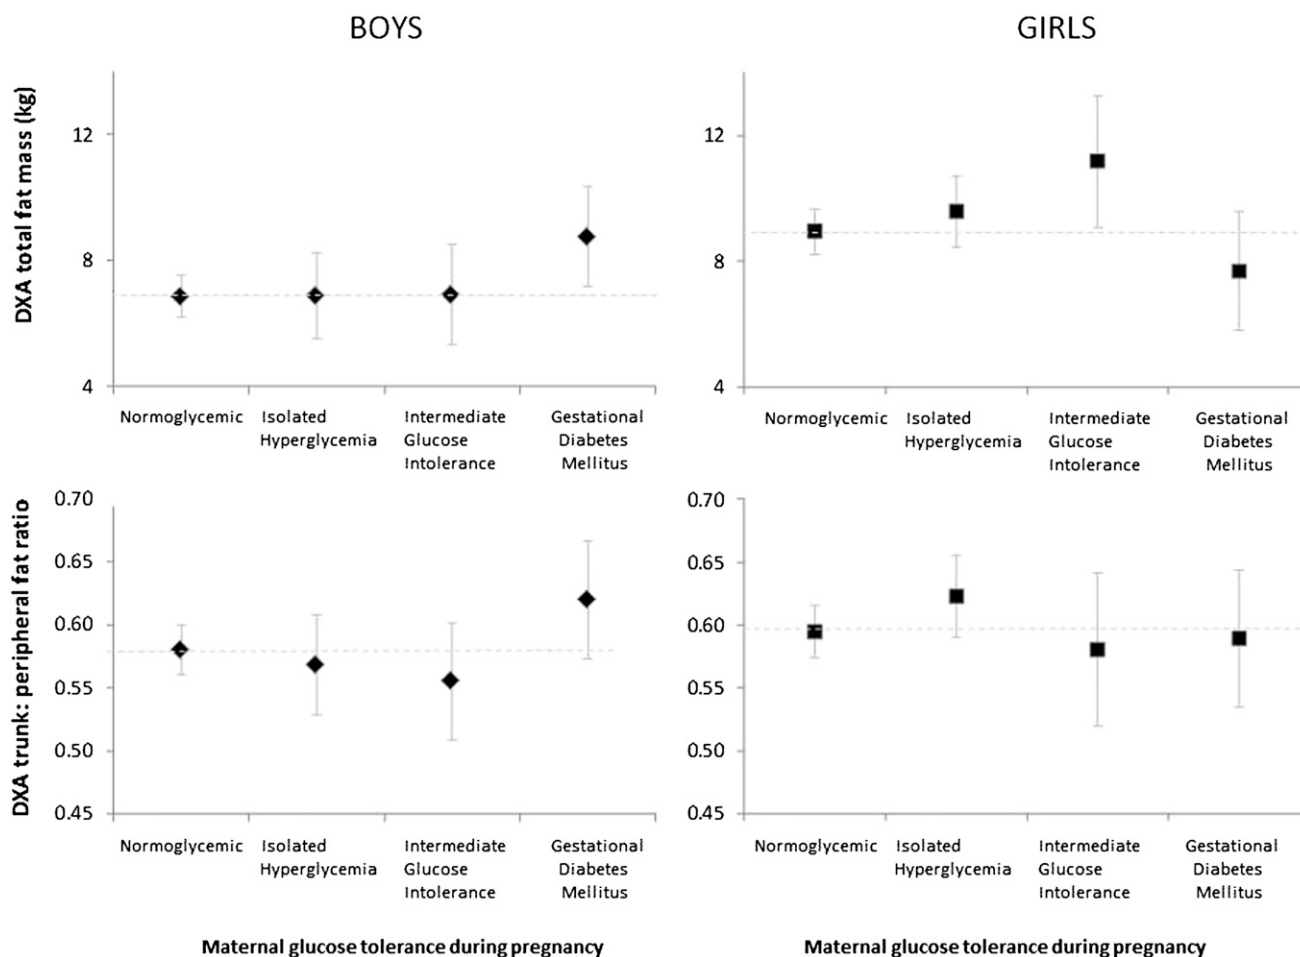 BOYS
GIRLS
DXA total fat mass (kg)
12
8
4
Normoglycemic
Isolated
Hyperglycemia
Intermediate
Glucose
Intolerance
Gestational
Diabetes
Mellitus
12
8
4
Normoglycemic
Isolated
Hyperglycemia
Intermediate
Glucose
Intolerance
Gestational
Diabetes
Mellitus
DXA trunk: peripheral fat ratio
0.70
0.65
0.60
0.55
0.50
0.45
Normoglycemic
Isolated
Hyperglycemia
Intermediate
Glucose
Intolerance
Gestational
Diabetes
Mellitus
Maternal glucose tolerance during pregnancy
0.70
0.65
0.60
0.55
0.50
0.45
Normoglycemic
Isolated
Hyperglycemia
Intermediate
Glucose
Intolerance
Gestational
Diabetes
Mellitus
Maternal glucose tolerance during pregnancy